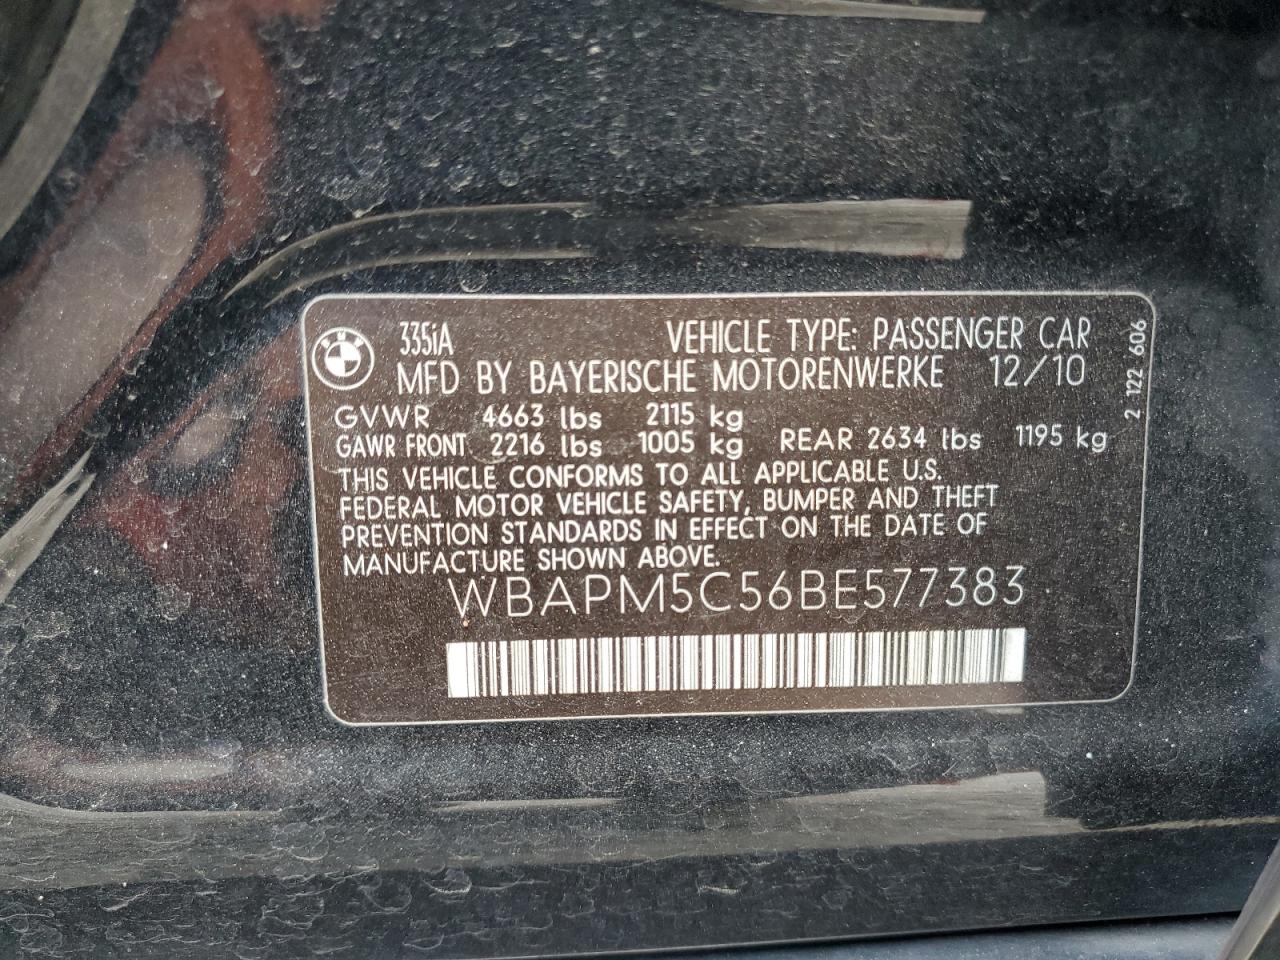 BMW
335iA VEHICLE TYPE: PASSENGER CAR
MFD BY BAYERISCHE MOTORENWERKE 12/10
GVWR 4663 lbs 2115 kg
GAWR FRONT 2216 lbs 1005 kg REAR 2634 lbs 1195 kg
THIS VEHICLE CONFORMS TO ALL APPLICABLE U.S.
FEDERAL MOTOR VEHICLE SAFETY, BUMPER AND THEFT
PREVENTION STANDARDS IN EFFECT ON THE DATE OF
MANUFACTURE SHOWN ABOVE.
WBAPM5C56BE577383
2 122 606